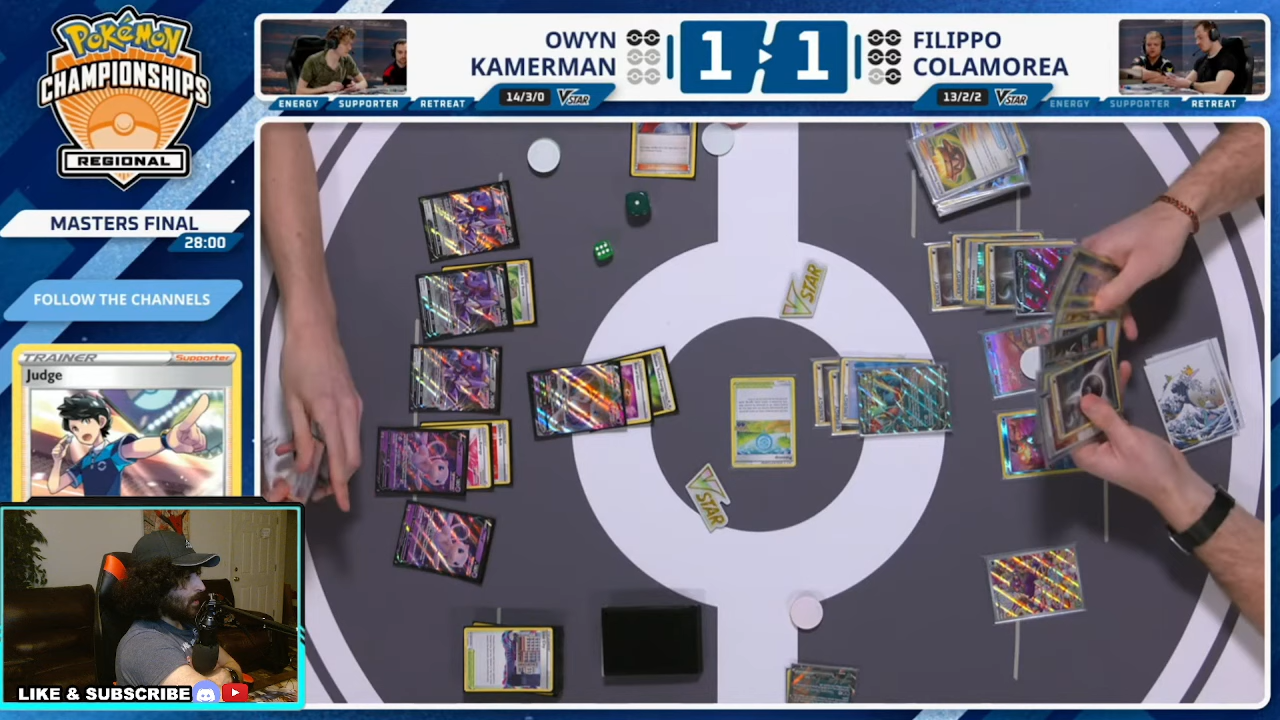 Pokémon
CHAMPIONSHIPS
REGIONAL
MASTERS FINAL
28:00
FOLLOW THE CHANNELS
TRAINER Supporter
Judge
LIKE & SUBSCRIBE
OWYN
KAMERMAN
ENERGY SUPPORTER RETREAT
14/3/0 VSTAR
1 1
FILIPPO
COLAMOREA
13/2/2 VSTAR
ENERGY SUPPORTER RETREAT
VSTAR
VSTAR